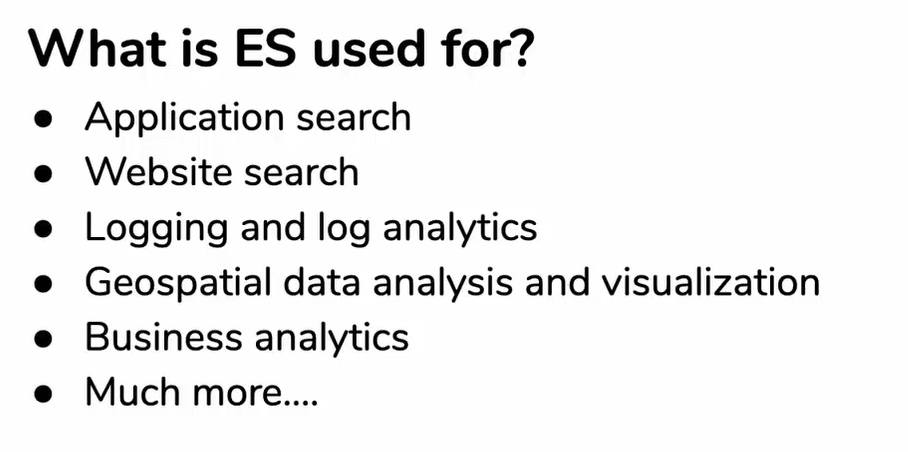 What is ES used for?
● Application search
● Website search
● Logging and log analytics
● Geospatial data analysis and visualization
● Business analytics
● Much more....